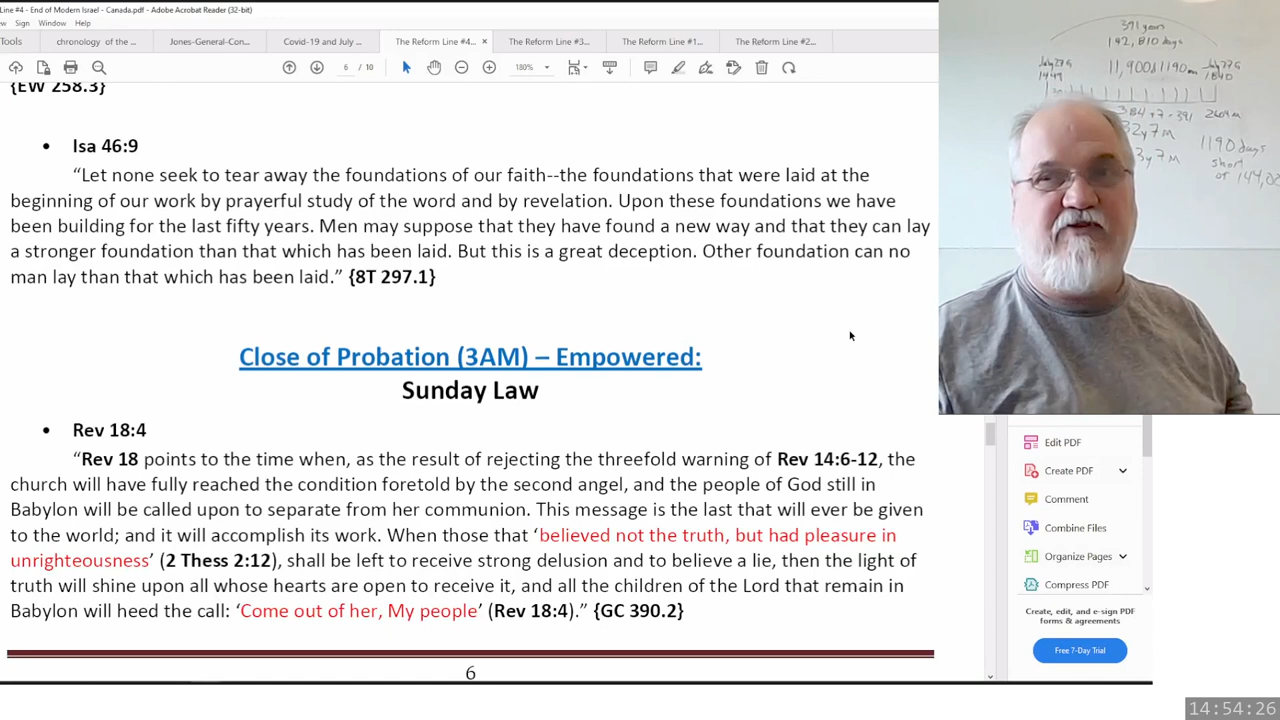 Line #4 - End of Modern Israel - Canada.pdf - Adobe Acrobat Reader (32-bit)
Sign Window Help
Tools
chronology of the ...
Jones-General-Con...
Covid-19 and July ...
The Reform Line #4... ×
The Reform Line #3...
The Reform Line #1...
The Reform Line #2...
6 / 10
180%
{EW 258.3}
• Isa 46:9
“Let none seek to tear away the foundations of our faith--the foundations that were laid at the
beginning of our work by prayerful study of the word and by revelation. Upon these foundations we have
been building for the last fifty years. Men may suppose that they have found a new way and that they can lay
a stronger foundation than that which has been laid. But this is a great deception. Other foundation can no
man lay than that which has been laid.” {8T 297.1}
Close of Probation (3AM) – Empowered:
Sunday Law
• Rev 18:4
“Rev 18 points to the time when, as the result of rejecting the threefold warning of Rev 14:6-12, the
church will have fully reached the condition foretold by the second angel, and the people of God still in
Babylon will be called upon to separate from her communion. This message is the last that will ever be given
to the world; and it will accomplish its work. When those that ‘believed not the truth, but had pleasure in
unrighteousness’ (2 Thess 2:12), shall be left to receive strong delusion and to believe a lie, then the light of
truth will shine upon all whose hearts are open to receive it, and all the children of the Lord that remain in
Babylon will heed the call: ‘Come out of her, My people’ (Rev 18:4).” {GC 390.2}
6
391 years
142,810 days
July 27 G
1449
1840
384 + 7 = 391
32y 7m
3y 7m
1190 days
short
Edit PDF
Create PDF
Comment
Combine Files
Organize Pages
Compress PDF
Create, edit, and e-sign PDF
forms & agreements
Free 7-Day Trial
14:54:26